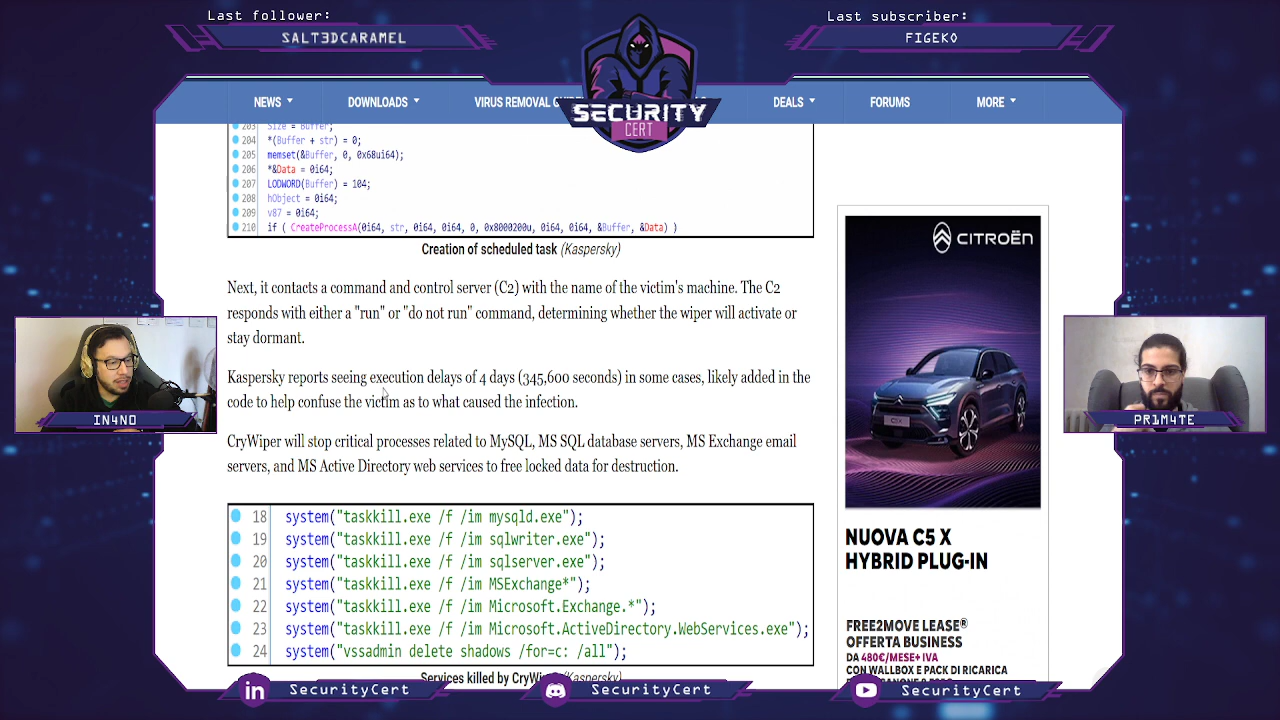 Last follower:
SALT3DCARAMEL
Last subscriber:
FIGEKO
SECURITY
CERT
NEWS
DOWNLOADS
VIRUS REMOVAL
DEALS
FORUMS
MORE
203 Size = Buffer;
204 *(Buffer + str) = 0;
205 memset(&Buffer, 0, 0x68ui64);
206 *&Data = 0i64;
207 LODWORD(Buffer) = 104;
208 hObject = 0i64;
209 v87 = 0i64;
210 if ( CreateProcessA(0i64, str, 0i64, 0i64, 0, 0x8000200u, 0i64, 0i64, &Buffer, &Data) )
Creation of scheduled task (Kaspersky)
Next, it contacts a command and control server (C2) with the name of the victim's machine. The C2
responds with either a "run" or "do not run" command, determining whether the wiper will activate or
stay dormant.
Kaspersky reports seeing execution delays of 4 days (345,600 seconds) in some cases, likely added in the
code to help confuse the victim as to what caused the infection.
CryWiper will stop critical processes related to MySQL, MS SQL database servers, MS Exchange email
servers, and MS Active Directory web services to free locked data for destruction.
18 system("taskkill.exe /f /im mysqld.exe");
19 system("taskkill.exe /f /im sqlwriter.exe");
20 system("taskkill.exe /f /im sqlserver.exe");
21 system("taskkill.exe /f /im MSExchange*");
22 system("taskkill.exe /f /im Microsoft.Exchange.*");
23 system("taskkill.exe /f /im Microsoft.ActiveDirectory.WebServices.exe");
24 system("vssadmin delete shadows /for=c: /all");
Services killed by (Kaspersky)
IN4N0
PR1M4TE
CITROËN
NUOVA C5 X
HYBRID PLUG-IN
FREE2MOVE LEASE®
OFFERTA BUSINESS
DA 480€/MESE+ IVA
CON WALLBOX E PACK DI RICARICA
SecurityCert
SecurityCert
SecurityCert